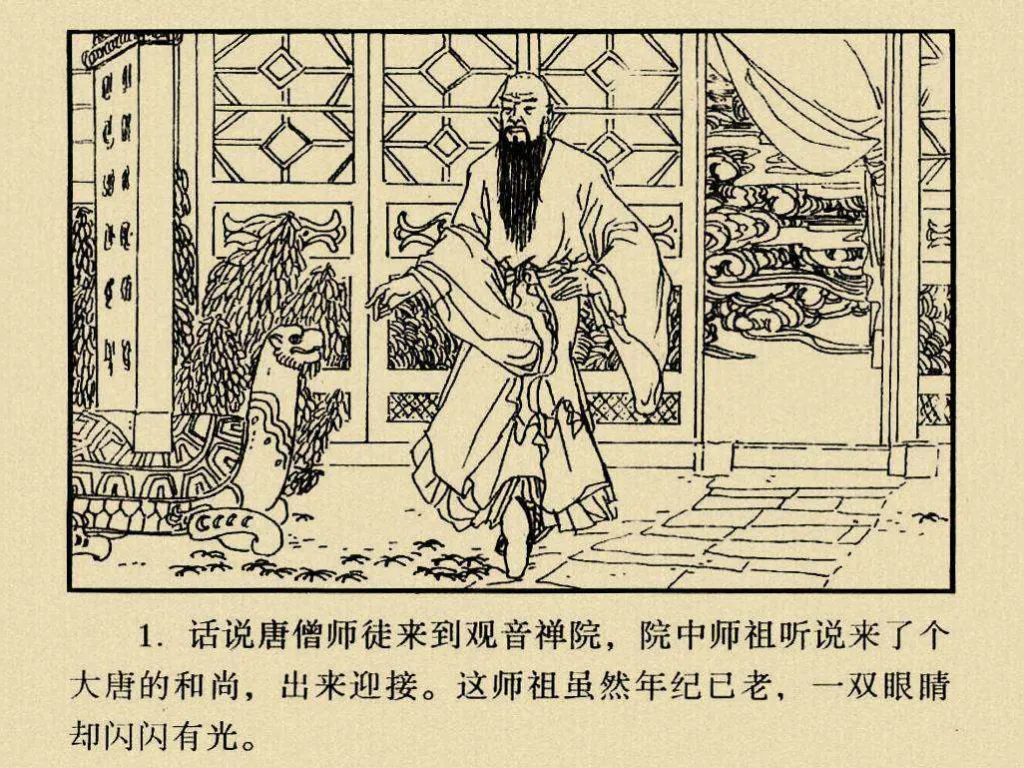 1. 话说唐僧师徒来到观音禅院，院中师祖听说来了个
大唐的和尚，出来迎接。这师祖虽然年纪已老，一双眼睛
却闪闪有光。